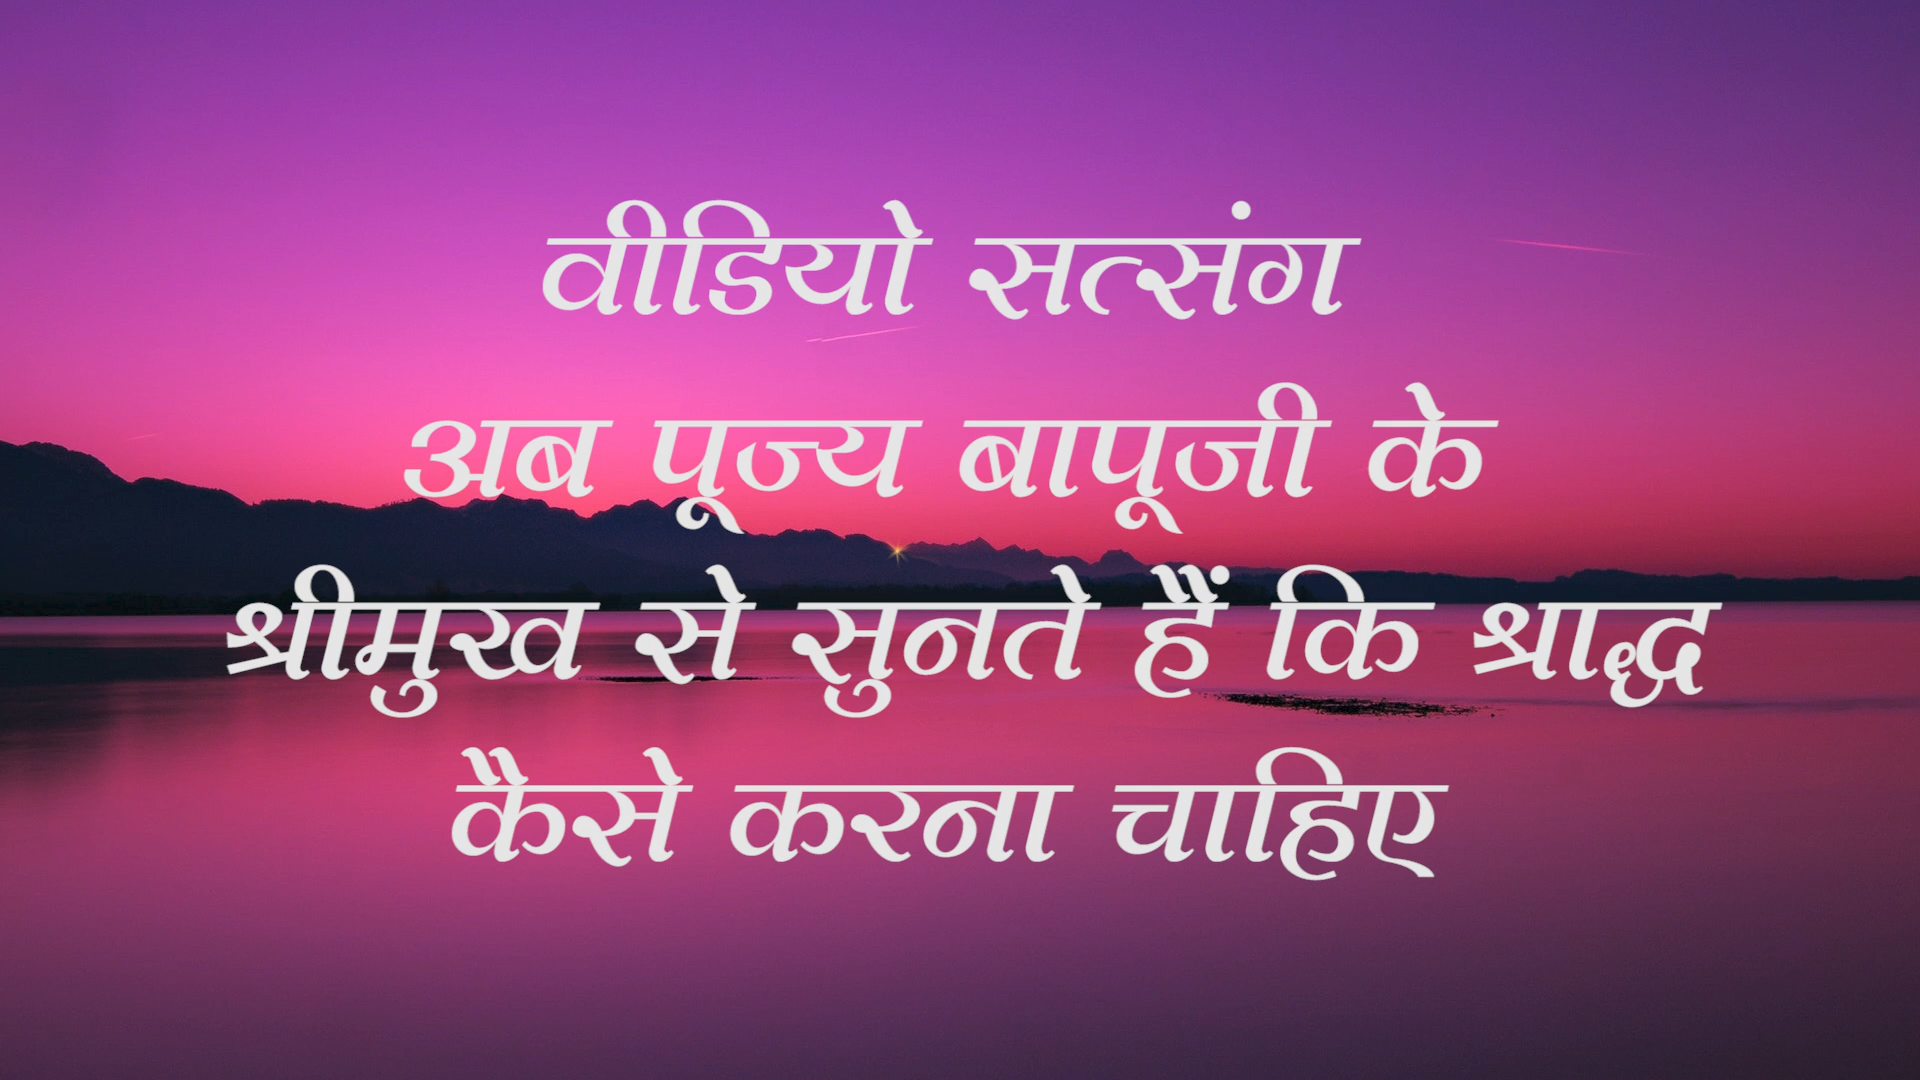 वीडियो सत्संग
अब पूज्य बापूजी के
श्रीमुख से सुनते हैं कि श्राद्ध
कैसे करना चाहिए